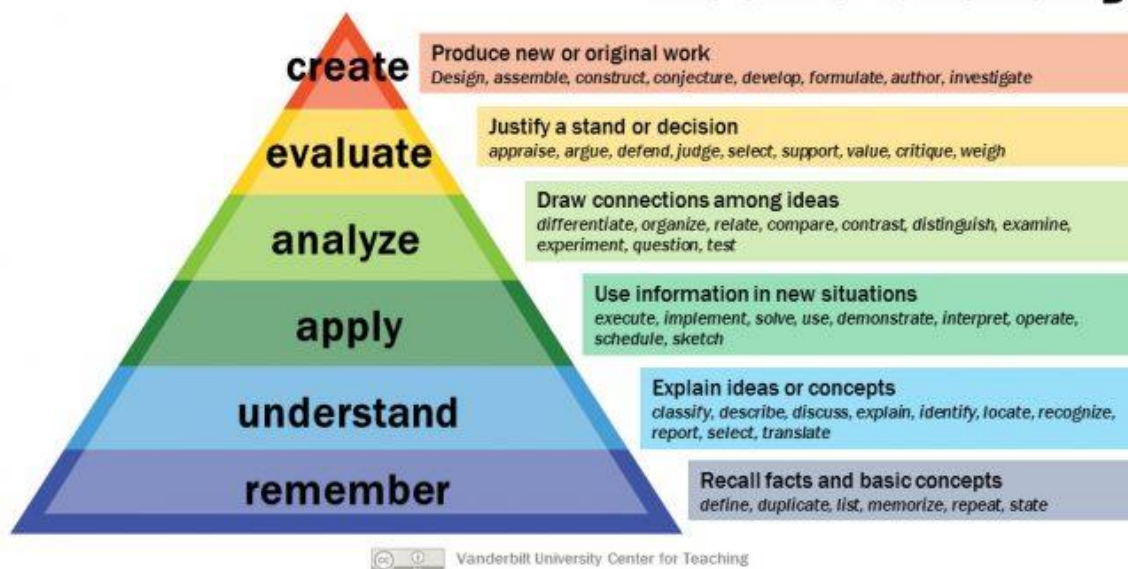 create
Produce new or original work
Design, assemble, construct, conjecture, develop, formulate, author, investigate
evaluate
Justify a stand or decision
appraise, argue, defend, judge, select, support, value, critique, weigh
analyze
Draw connections among ideas
differentiate, organize, relate, compare, contrast, distinguish, examine,
experiment, question, test
apply
Use information in new situations
execute, implement, solve, use, demonstrate, interpret, operate,
schedule, sketch
understand
Explain ideas or concepts
classify, describe, discuss, explain, identify, locate, recognize,
report, select, translate
remember
Recall facts and basic concepts
define, duplicate, list, memorize, repeat, state
cc
Vanderbilt University Center for Teaching